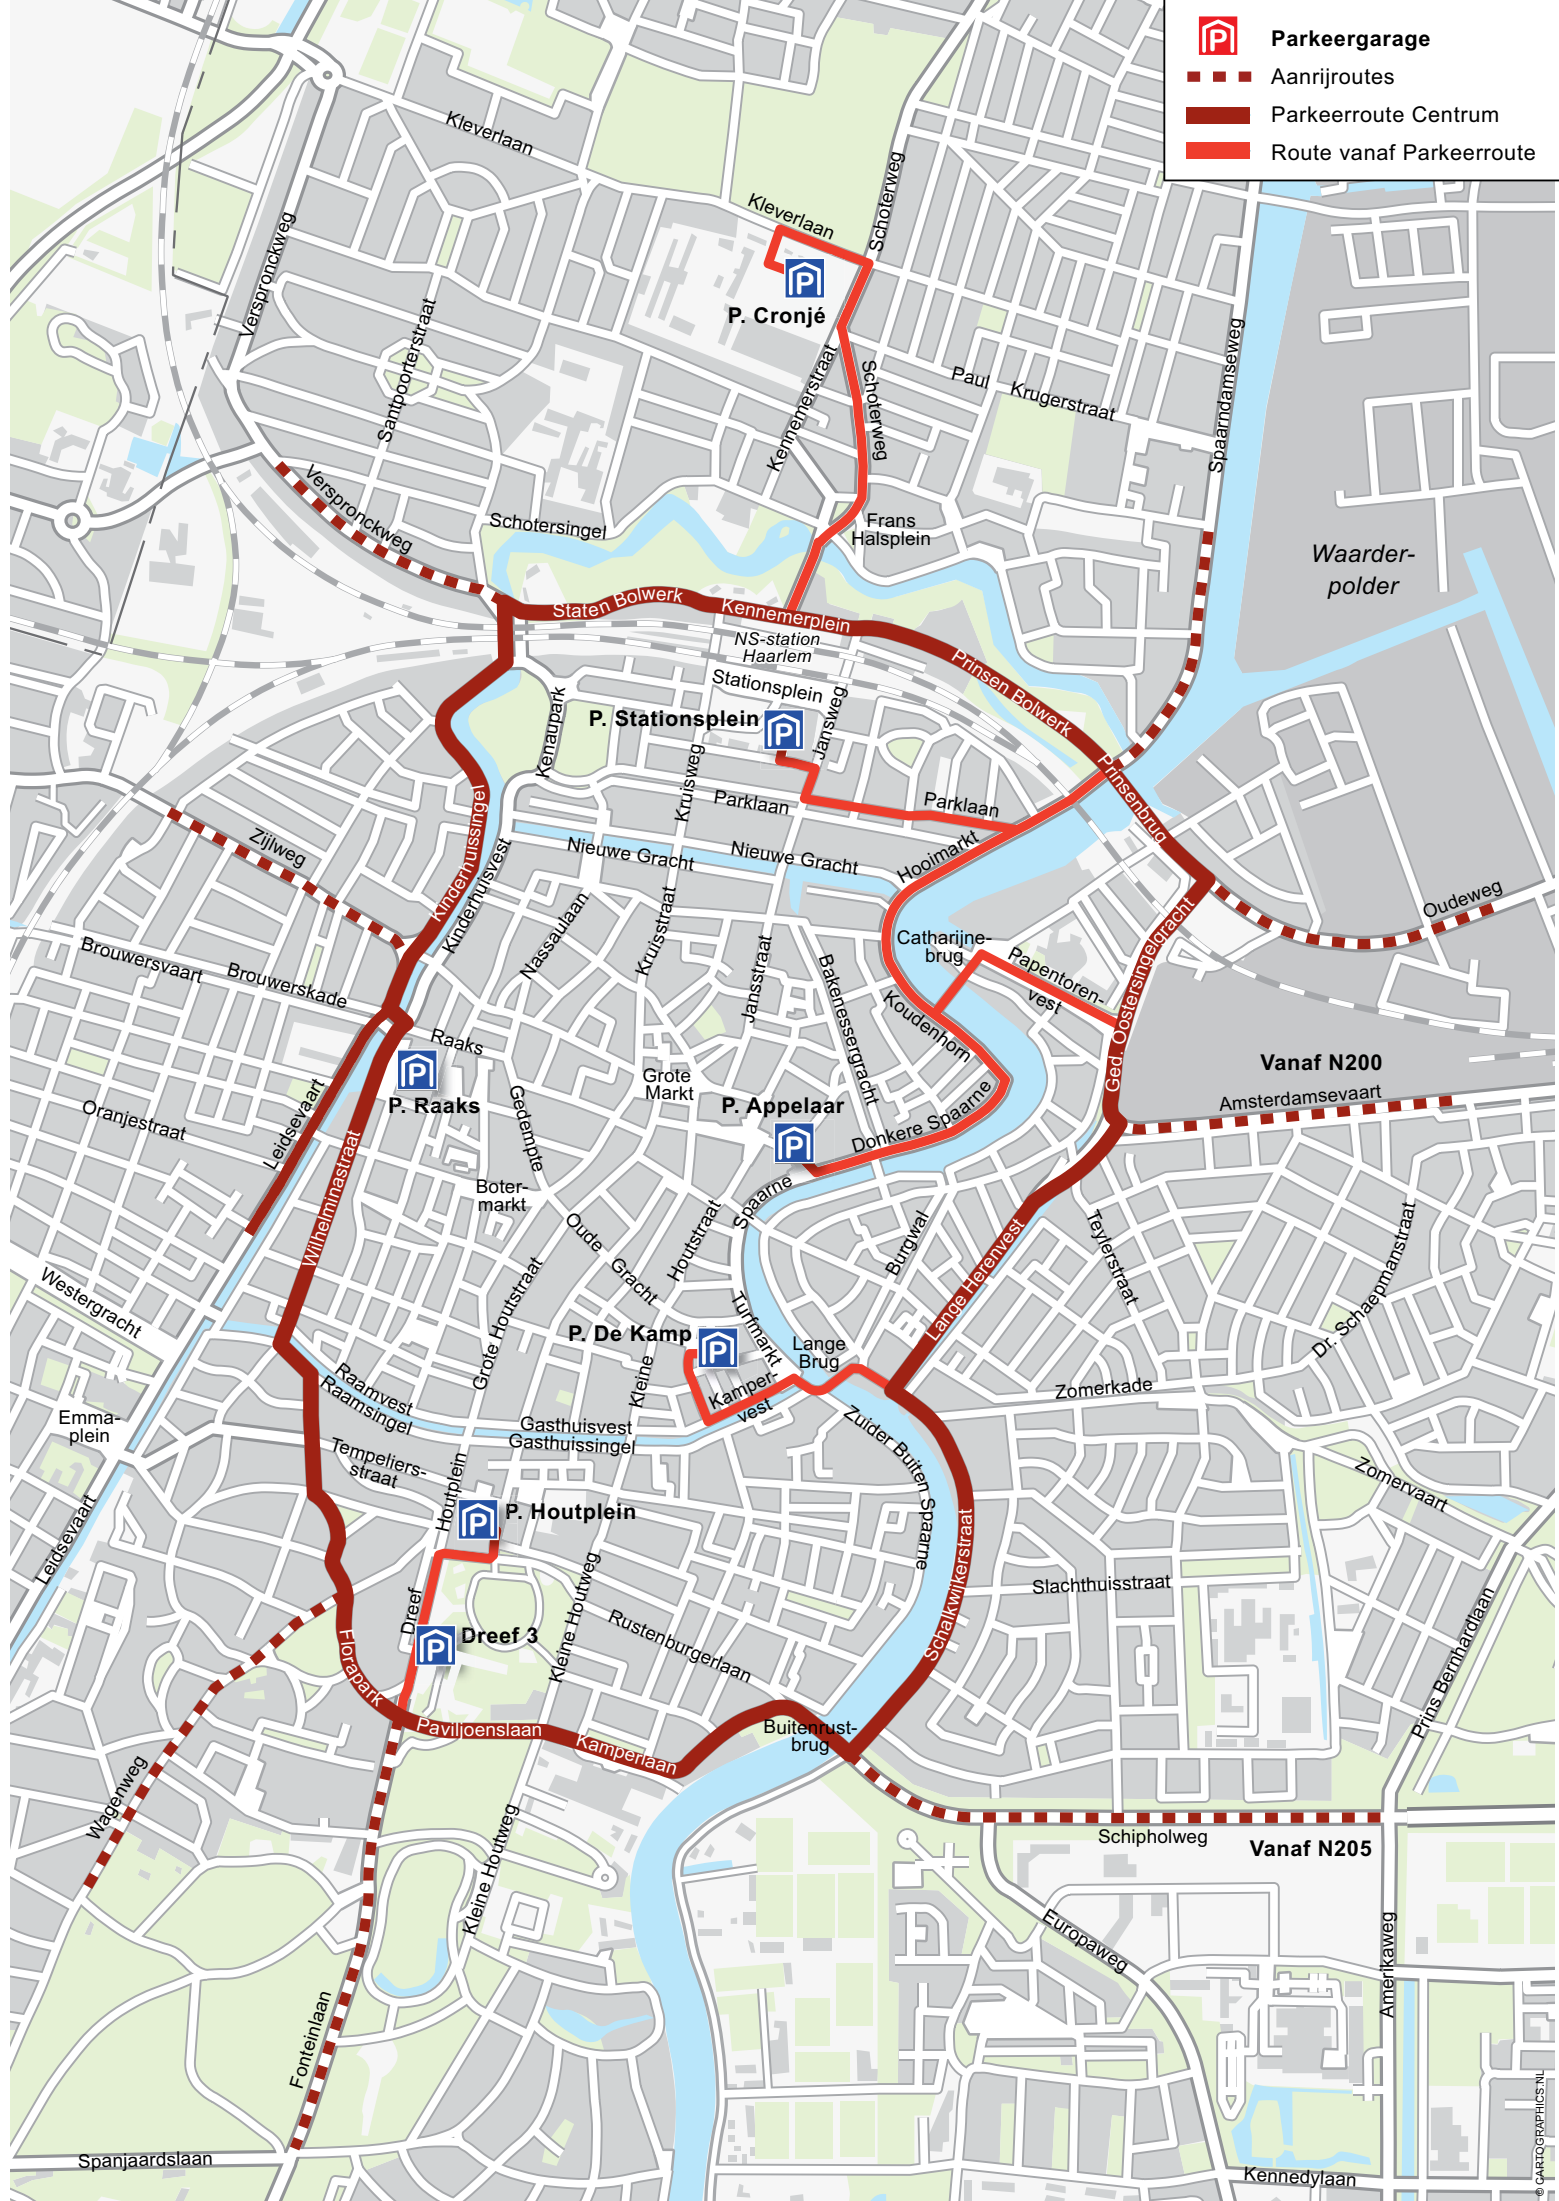 Parkeergarage
Aanrijroutes
Parkeerroute Centrum
Route vanaf Parkeerroute
Kleverlaan
Schoterweg
Kleverlaan
Verspronckweg
P. Cronjé
Santpoorterstraat
Kennemerstraat
Schoterweg
Paul Krugerstraat
Spaarndamseweg
Verspronckweg
Schotersingel
Frans
Halsplein
Waarder-
polder
Staten Bolwerk
Kennemerplein
NS-station
Haarlem
Prinsen Bolwerk
Stationsplein
Kenaupark
P. Stationsplein
Jansweg
Kruisweg
Prinsenbrug
Parklaan
Parklaan
Kinderhuissingel
Zijlweg
Kinderhuisvest
Nieuwe Gracht
Nieuwe Gracht
Hooimarkt
Oudeweg
Nassaulaan
Kruisstraat
Jansstraat
Bakenessergracht
Catharijne-
brug
Papentoren-
vest
Ged. Oostersingelgracht
Brouwersvaart
Brouwerskade
Koudenhorn
Raaks
Vanaf N200
Grote
Markt
Amsterdamsevaart
P. Raaks
P. Appelaar
Gedempte
Oranjestraat
Leidsevaart
Donkere Spaarne
Wilhelminastraat
Boter-
markt
Spaarne
Oude Gracht
Houtstraat
Burgwal
Teylerstraat
Dr. Schaepmanstraat
Lange Herenvest
Westergracht
Grote Houtstraat
Turfmarkt
P. De Kamp
Lange
Brug
Kleine
Kamper-
vest
Zomerkade
Raamvest
Raamsingel
Emma-
plein
Gasthuisvest
Gasthuissingel
Zuider Buiten Spaarne
Tempeliers-
straat
Houtplein
Zomervaart
Leidsevaart
P. Houtplein
Schalkwijkerstraat
Slachthuisstraat
Dreef
Dreef 3
Kleine Houtweg
Rustenburgerlaan
Prins Bernhardlaan
Florapark
Paviljoenslaan
Kamperlaan
Buitenrust-
brug
Wagenweg
Schipholweg
Vanaf N205
Kleine Houtweg
Europaweg
Amerikaweg
Fonteinlaan
Spanjaardslaan
Kennedylaan
© CARTOGRAPHICS.NL